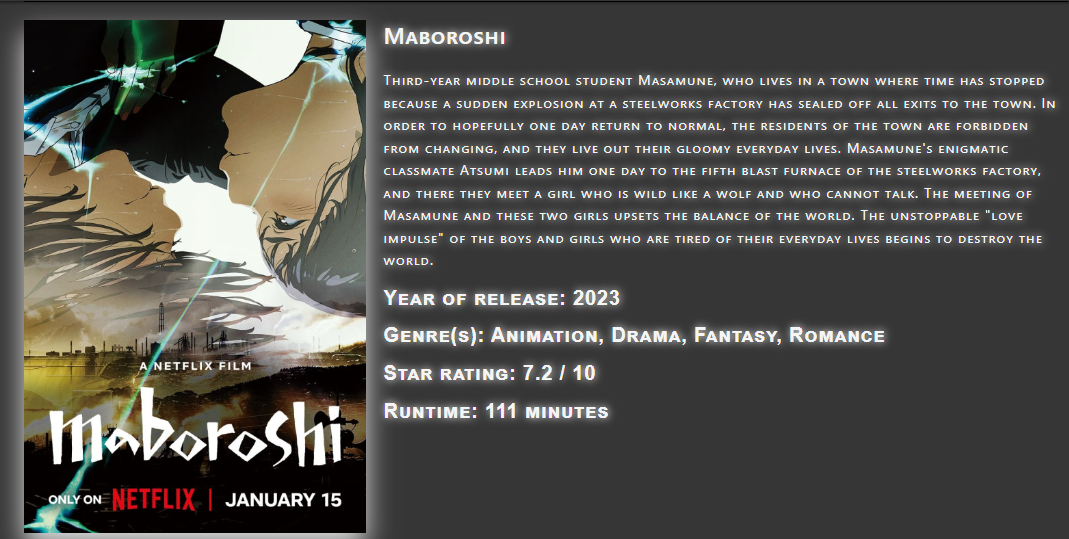 Maboroshi
Third-year middle school student Masamune, who lives in a town where time has stopped
because a sudden explosion at a steelworks factory has sealed off all exits to the town. In
order to hopefully one day return to normal, the residents of the town are forbidden
from changing, and they live out their gloomy everyday lives. Masamune's enigmatic
classmate Atsumi leads him one day to the fifth blast furnace of the steelworks factory,
and there they meet a girl who is wild like a wolf and who cannot talk. The meeting of
Masamune and these two girls upsets the balance of the world. The unstoppable "love
impulse" of the boys and girls who are tired of their everyday lives begins to destroy the
world.
Year of release: 2023
Genre(s): Animation, Drama, Fantasy, Romance
Star rating: 7.2 / 10
Runtime: 111 minutes
A NETFLIX FILM
maboroshi
ONLY ON NETFLIX | JANUARY 15